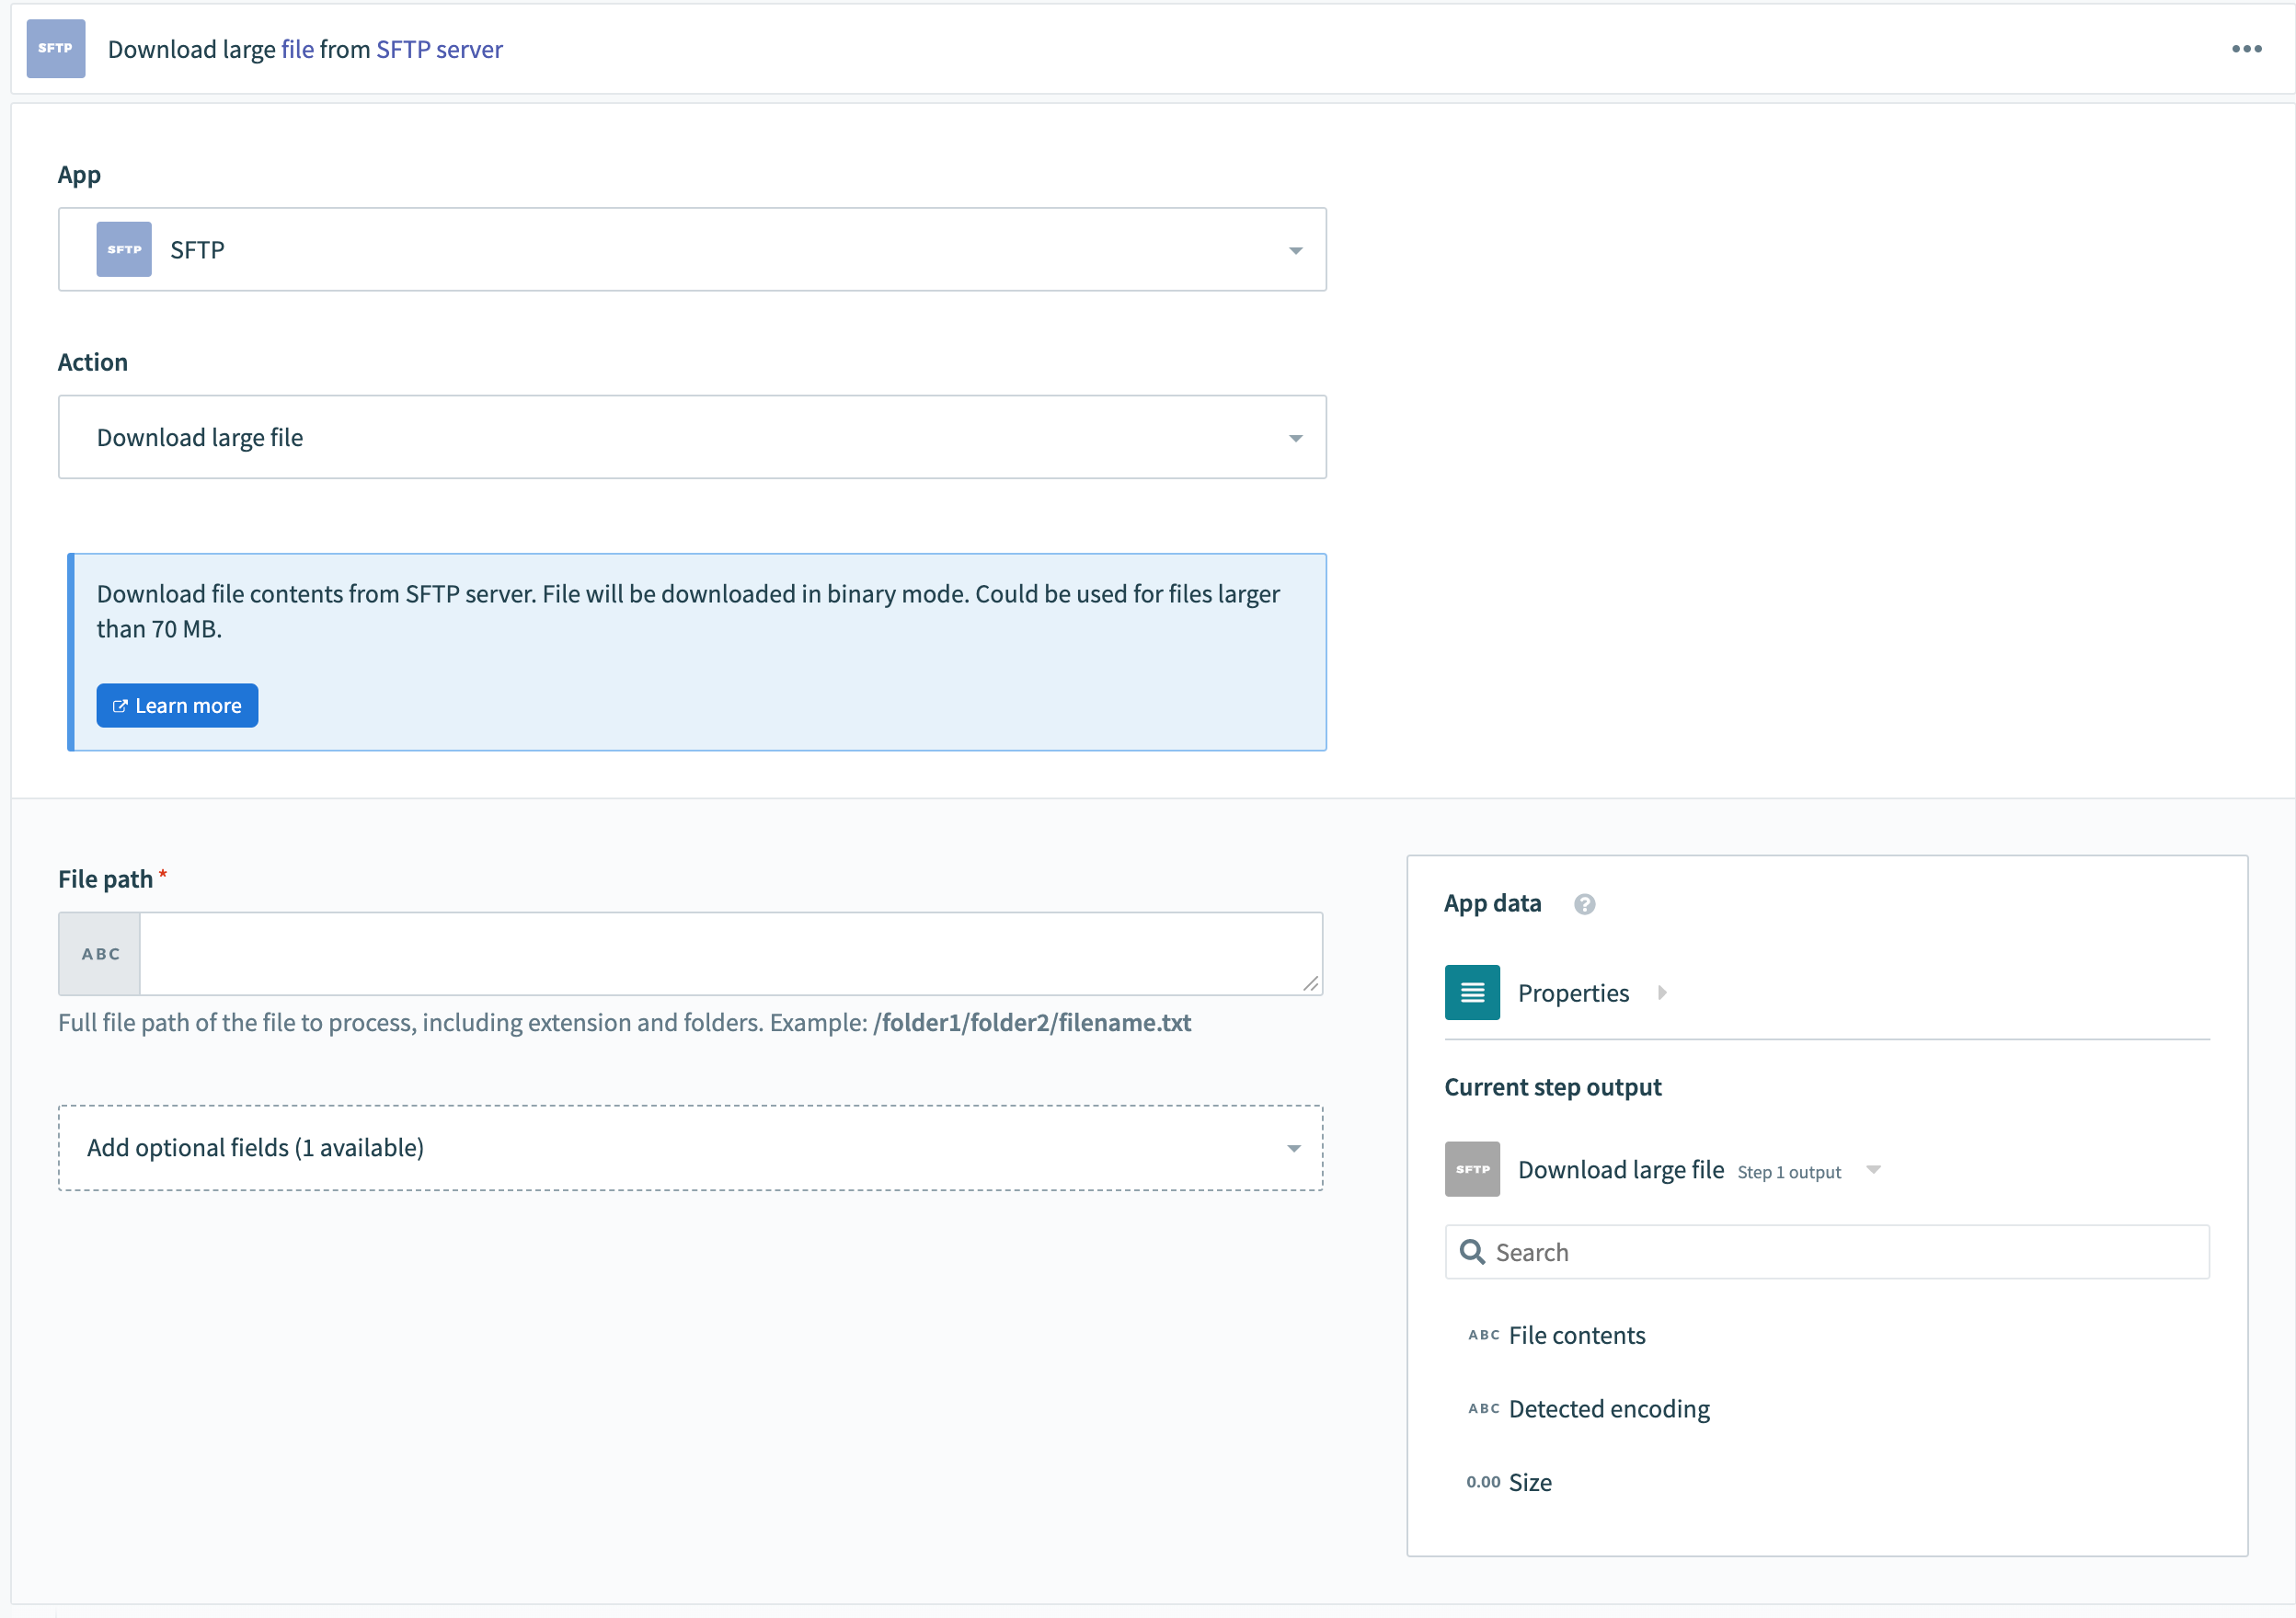 SFTP
Download large file from SFTP server
App
SFTP
SFTP
Action
Download large file
Download file contents from SFTP server. File will be downloaded in binary mode. Could be used for files larger
than 70 MB.
Learn more
File path *
ABC
Full file path of the file to process, including extension and folders. Example: /folder1/folder2/filename.txt
Add optional fields (1 available)
App data ?
Properties
Current step output
SFTP
Download large file Step 1 output
Search
ABC File contents
ABC Detected encoding
0.00 Size